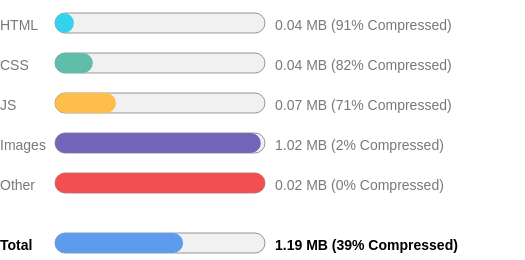 HTML 0.04 MB (91% Compressed)
CSS 0.04 MB (82% Compressed)
JS 0.07 MB (71% Compressed)
Images 1.02 MB (2% Compressed)
Other 0.02 MB (0% Compressed)
Total 1.19 MB (39% Compressed)